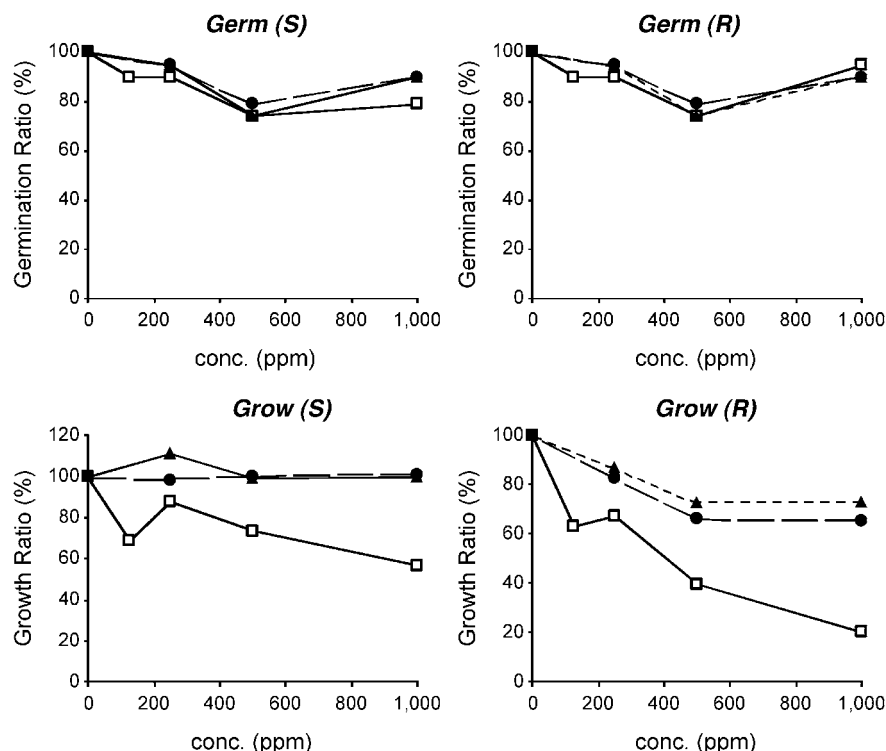 Germ (S)
Germination Ratio (%)
100
80
60
40
20
0
0 200 400 600 800 1,000
conc. (ppm)
Germ (R)
Germination Ratio (%)
100
80
60
40
20
0
0 200 400 600 800 1,000
conc. (ppm)
Grow (S)
Growth Ratio (%)
120
100
80
60
40
20
0
0 200 400 600 800 1,000
conc. (ppm)
Grow (R)
Growth Ratio (%)
100
80
60
40
20
0
0 200 400 600 800 1,000
conc. (ppm)